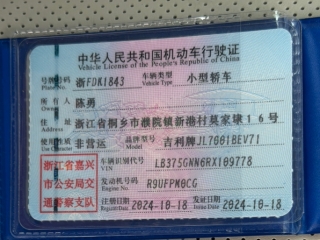 中华人民共和国机动车行驶证
Vehicle License of the People's Republic of China
号牌号码 浙FDK1843 车辆类型 小型轿车
Plate No. Vehicle Type
所有人 陈勇
Owner
住址 浙江省桐乡市濮院镇新港村莫家埭16号
Address
使用性质 非营运 品牌型号 吉利牌JL7001BEV71
Use Character Model
浙江省嘉兴市公安局交通警察支队
车辆识别代号 LB375GNN6RX109778
VIN
发动机号码 R9UFPM0CG
Engine No.
注册日期 2024-10-18 发证日期 2024-10-18
Register Date Issue Date